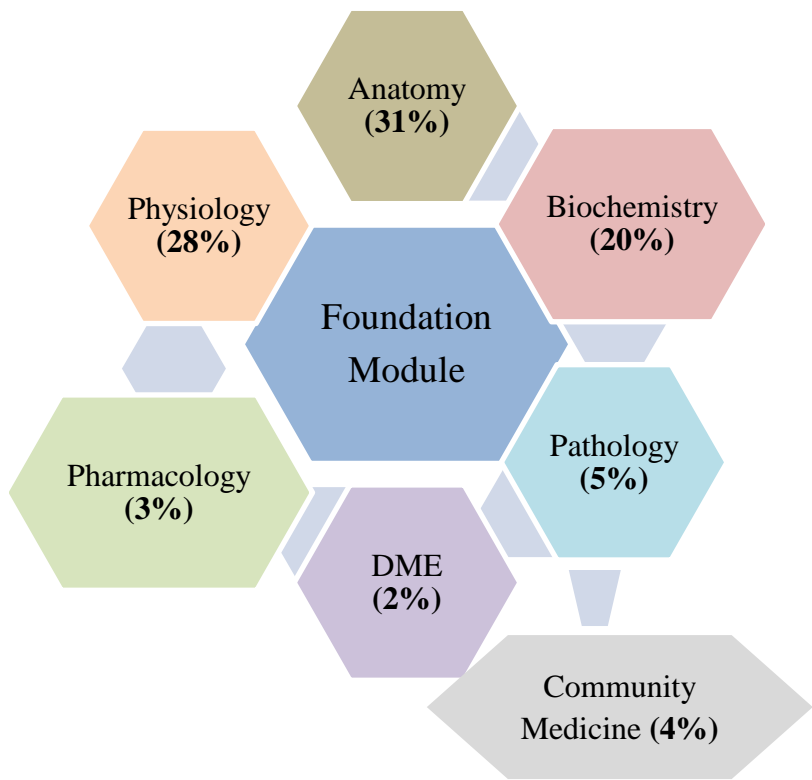 Anatomy
(31%)
Physiology
(28%)
Biochemistry
(20%)
Foundation
Module
Pharmacology
(3%)
Pathology
(5%)
DME
(2%)
Community
Medicine (4%)